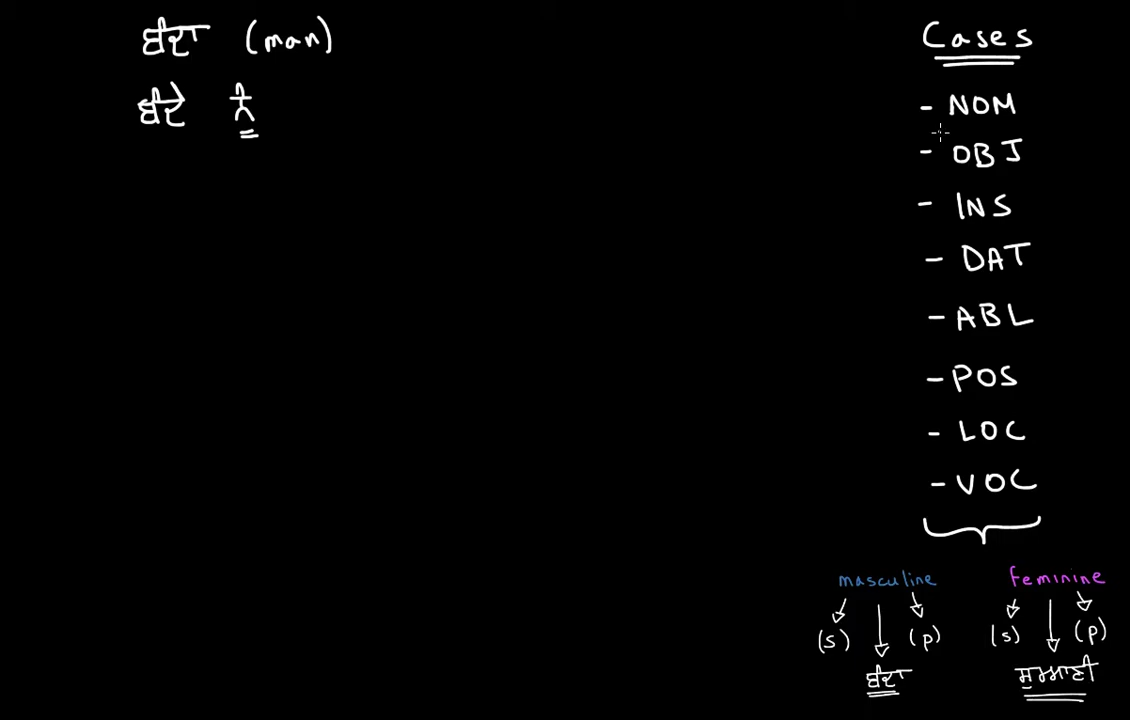 ਬੰਦਾ (man)
ਬੰਦੇ ਨੇ
Cases
- NOM
- OBJ
- INS
- DAT
- ABL
- POS
- LOC
- VOC
masculine feminine
(s) (p) (s) (p)
ਬੰਦਾ